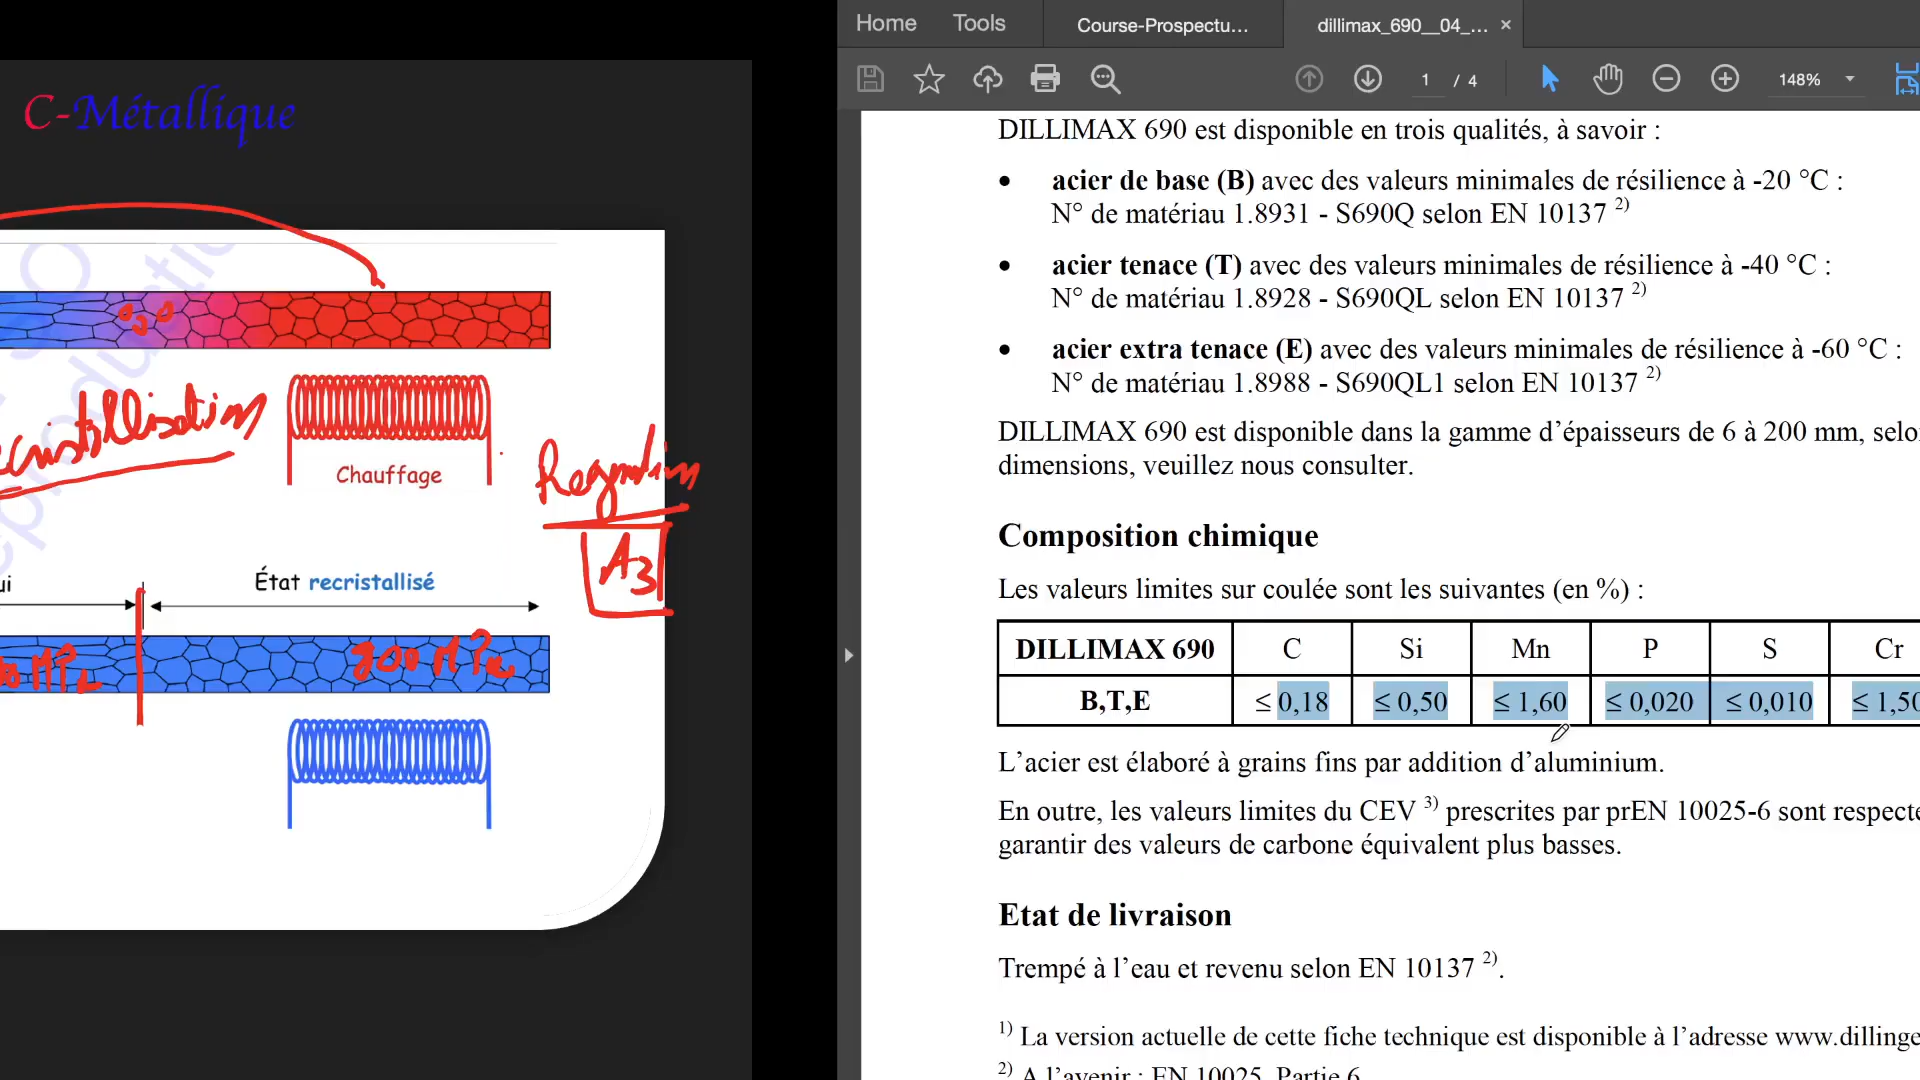 C-Métallique
Chauffage
A3
État recristallisé
800 MPa
Home
Tools
Course-Prospectu...
dillimax_690__04_... ×
1 / 4
148%
DILLIMAX 690 est disponible en trois qualités, à savoir :
• acier de base (B) avec des valeurs minimales de résilience à -20 °C :
N° de matériau 1.8931 - S690Q selon EN 10137 2)
• acier tenace (T) avec des valeurs minimales de résilience à -40 °C :
N° de matériau 1.8928 - S690QL selon EN 10137 2)
• acier extra tenace (E) avec des valeurs minimales de résilience à -60 °C :
N° de matériau 1.8988 - S690QL1 selon EN 10137 2)
DILLIMAX 690 est disponible dans la gamme d’épaisseurs de 6 à 200 mm, selo
dimensions, veuillez nous consulter.
Composition chimique
Les valeurs limites sur coulée sont les suivantes (en %) :
DILLIMAX 690 C Si Mn P S Cr
B,T,E ≤ 0,18 ≤ 0,50 ≤ 1,60 ≤ 0,020 ≤ 0,010 ≤ 1,50
L’acier est élaboré à grains fins par addition d’aluminium.
En outre, les valeurs limites du CEV 3) prescrites par prEN 10025-6 sont respecte
garantir des valeurs de carbone équivalent plus basses.
Etat de livraison
Trempé à l’eau et revenu selon EN 10137 2).
1) La version actuelle de cette fiche technique est disponible à l’adresse www.dillinge
2) A l’avenir : EN 10025, Partie 6